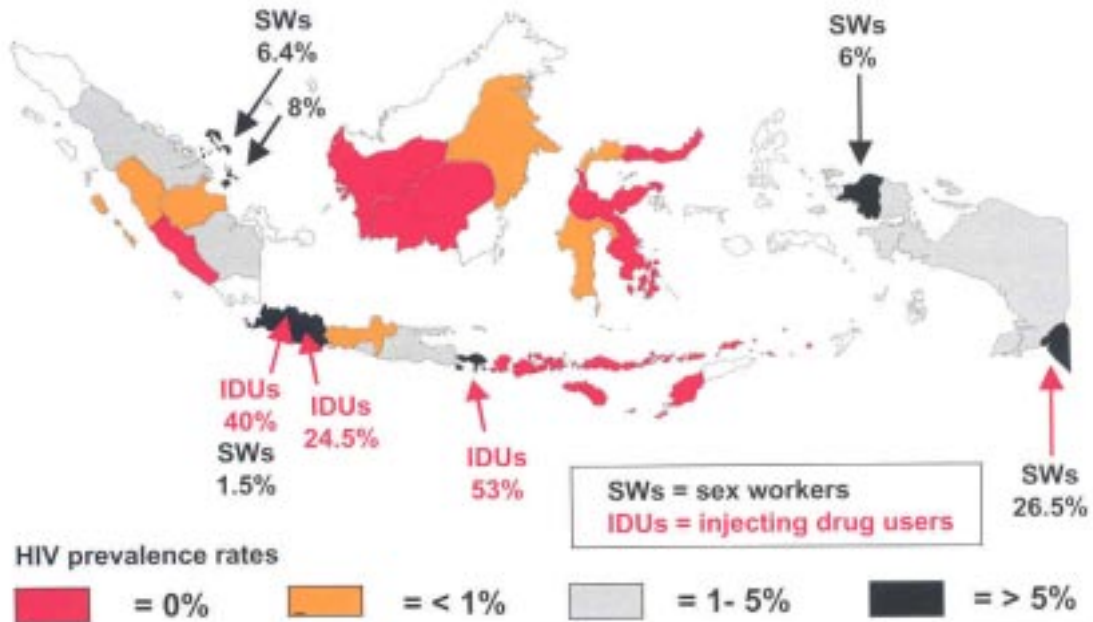 SWs
6.4%
8%
SWs
6%
IDUs
40%
IDUs
24.5%
SWs
1.5%
IDUs
53%
SWs
26.5%
SWs = sex workers
IDUs = injecting drug users
HIV prevalence rates
= 0%
= < 1%
= 1- 5%
= > 5%